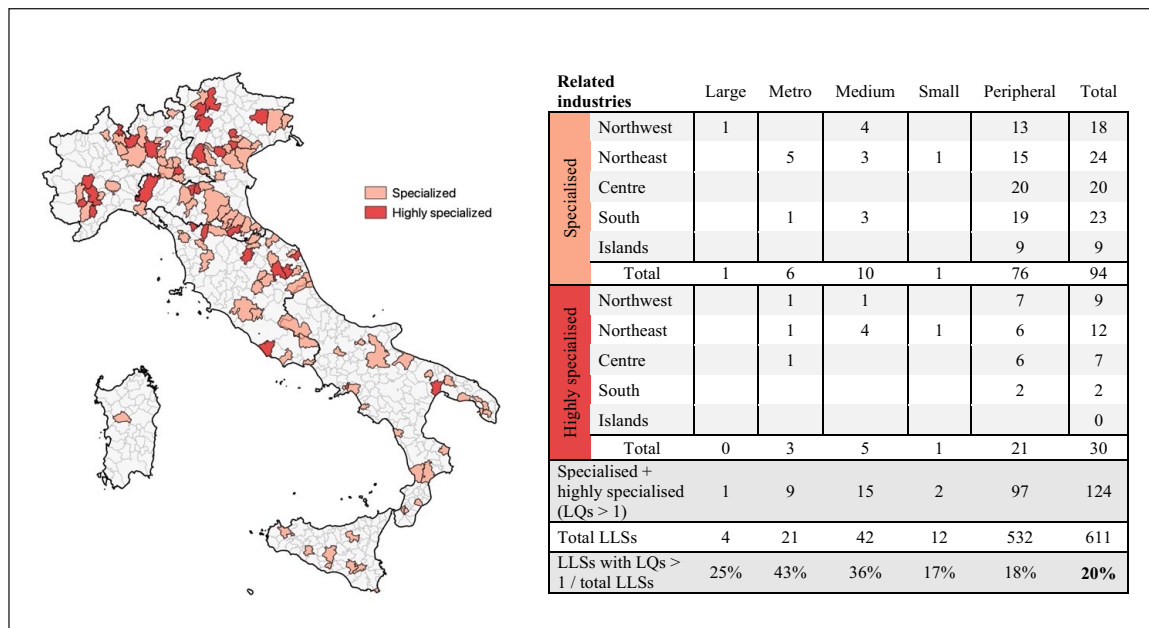 Specialized
Highly specialized
Related industries Large Metro Medium Small Peripheral Total
Specialised
Northwest 1 4 13 18
Northeast 5 3 1 15 24
Centre 20 20
South 1 3 19 23
Islands 9 9
Total 1 6 10 1 76 94
Highly specialised
Northwest 1 1 7 9
Northeast 1 4 1 6 12
Centre 1 6 7
South 2 2
Islands 0
Total 0 3 5 1 21 30
Specialised +
highly specialised
(LQs > 1) 1 9 15 2 97 124
Total LLSs 4 21 42 12 532 611
LLSs with LQs >
1 / total LLSs 25% 43% 36% 17% 18% 20%